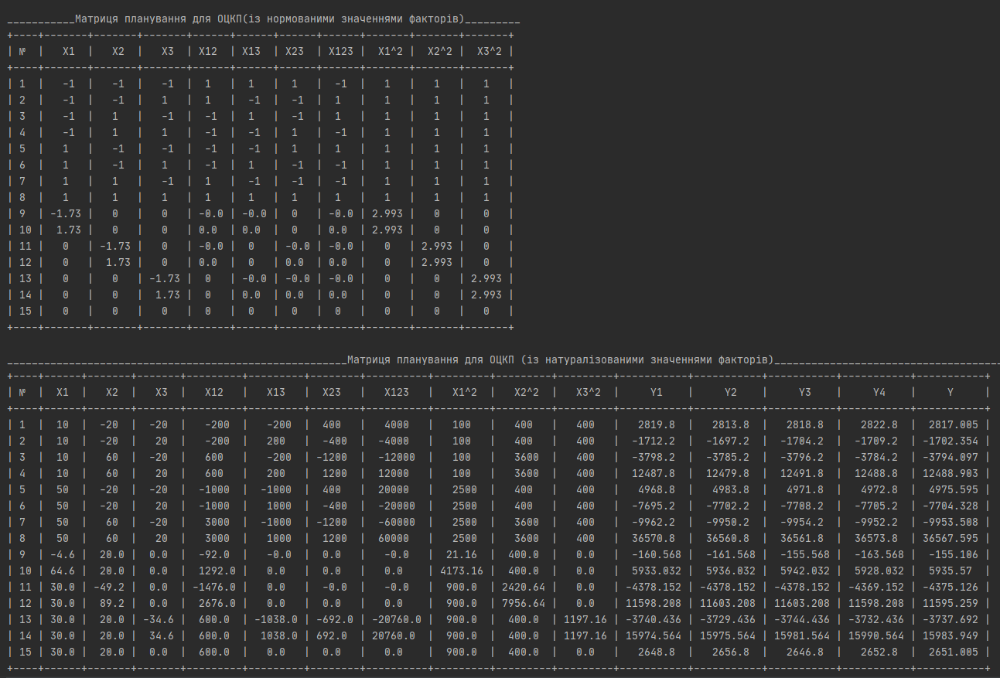 ___________Матриця планування для ОЦКП(із нормованими значеннями факторів)_________
+----+-------+-------+-------+------+------+------+------+-------+-------+-------+
| № | X1 | X2 | X3 | X12 | X13 | X23 | X123 | X1^2 | X2^2 | X3^2 |
+----+-------+-------+-------+------+------+------+------+-------+-------+-------+
| 1 | -1 | -1 | -1 | 1 | 1 | 1 | -1 | 1 | 1 | 1 |
| 2 | -1 | -1 | 1 | 1 | -1 | -1 | 1 | 1 | 1 | 1 |
| 3 | -1 | 1 | -1 | -1 | 1 | -1 | 1 | 1 | 1 | 1 |
| 4 | -1 | 1 | 1 | -1 | -1 | 1 | -1 | 1 | 1 | 1 |
| 5 | 1 | -1 | -1 | -1 | -1 | 1 | 1 | 1 | 1 | 1 |
| 6 | 1 | -1 | 1 | -1 | 1 | -1 | -1 | 1 | 1 | 1 |
| 7 | 1 | 1 | -1 | 1 | -1 | -1 | -1 | 1 | 1 | 1 |
| 8 | 1 | 1 | 1 | 1 | 1 | 1 | 1 | 1 | 1 | 1 |
| 9 | -1.73 | 0 | 0 | -0.0 | -0.0 | 0 | -0.0 | 2.993 | 0 | 0 |
| 10 | 1.73 | 0 | 0 | 0.0 | 0.0 | 0 | 0.0 | 2.993 | 0 | 0 |
| 11 | 0 | -1.73 | 0 | -0.0 | 0 | -0.0 | -0.0 | 0 | 2.993 | 0 |
| 12 | 0 | 1.73 | 0 | 0.0 | 0 | 0.0 | 0.0 | 0 | 2.993 | 0 |
| 13 | 0 | 0 | -1.73 | 0 | -0.0 | -0.0 | -0.0 | 0 | 0 | 2.993 |
| 14 | 0 | 0 | 1.73 | 0 | 0.0 | 0.0 | 0.0 | 0 | 0 | 2.993 |
| 15 | 0 | 0 | 0 | 0 | 0 | 0 | 0 | 0 | 0 | 0 |
+----+-------+-------+-------+------+------+------+------+-------+-------+-------+
_______________________________________________________Матриця планування для ОЦКП (із натуралізованими значеннями факторів)_____________________________________
+----+------+-------+-------+---------+---------+---------+----------+---------+---------+---------+-----------+-----------+-----------+-----------+-----------+
| № | X1 | X2 | X3 | X12 | X13 | X23 | X123 | X1^2 | X2^2 | X3^2 | Y1 | Y2 | Y3 | Y4 | Y |
+----+------+-------+-------+---------+---------+---------+----------+---------+---------+---------+-----------+-----------+-----------+-----------+-----------+
| 1 | 10 | -20 | -20 | -200 | -200 | 400 | 4000 | 100 | 400 | 400 | 2819.8 | 2813.8 | 2818.8 | 2822.8 | 2817.005 |
| 2 | 10 | -20 | 20 | -200 | 200 | -400 | -4000 | 100 | 400 | 400 | -1712.2 | -1697.2 | -1704.2 | -1709.2 | -1702.354 |
| 3 | 10 | 60 | -20 | 600 | -200 | -1200 | -12000 | 100 | 3600 | 400 | -3798.2 | -3785.2 | -3796.2 | -3784.2 | -3794.097 |
| 4 | 10 | 60 | 20 | 600 | 200 | 1200 | 12000 | 100 | 3600 | 400 | 12487.8 | 12479.8 | 12491.8 | 12488.8 | 12488.903 |
| 5 | 50 | -20 | -20 | -1000 | -1000 | 400 | 20000 | 2500 | 400 | 400 | 4968.8 | 4983.8 | 4971.8 | 4972.8 | 4975.595 |
| 6 | 50 | -20 | 20 | -1000 | 1000 | -400 | -20000 | 2500 | 400 | 400 | -7695.2 | -7702.2 | -7708.2 | -7705.2 | -7704.328 |
| 7 | 50 | 60 | -20 | 3000 | -1000 | -1200 | -60000 | 2500 | 3600 | 400 | -9962.2 | -9950.2 | -9954.2 | -9952.2 | -9953.508 |
| 8 | 50 | 60 | 20 | 3000 | 1000 | 1200 | 60000 | 2500 | 3600 | 400 | 36570.8 | 36560.8 | 36561.8 | 36573.8 | 36567.595 |
| 9 | -4.6 | 20.0 | 0.0 | -92.0 | -0.0 | 0.0 | -0.0 | 21.16 | 400.0 | 0.0 | -160.568 | -161.568 | -155.568 | -163.568 | -155.106 |
| 10 | 64.6 | 20.0 | 0.0 | 1292.0 | 0.0 | 0.0 | 0.0 | 4173.16 | 400.0 | 0.0 | 5933.032 | 5936.032 | 5942.032 | 5928.032 | 5935.57 |
| 11 | 30.0 | -49.2 | 0.0 | -1476.0 | 0.0 | -0.0 | -0.0 | 900.0 | 2420.64 | 0.0 | -4378.152 | -4378.152 | -4378.152 | -4369.152 | -4375.126 |
| 12 | 30.0 | 89.2 | 0.0 | 2676.0 | 0.0 | 0.0 | 0.0 | 900.0 | 7956.64 | 0.0 | 11598.208 | 11603.208 | 11603.208 | 11598.208 | 11595.259 |
| 13 | 30.0 | 20.0 | -34.6 | 600.0 | -1038.0 | -692.0 | -20760.0 | 900.0 | 400.0 | 1197.16 | -3740.436 | -3729.436 | -3744.436 | -3732.436 | -3737.692 |
| 14 | 30.0 | 20.0 | 34.6 | 600.0 | 1038.0 | 692.0 | 20760.0 | 900.0 | 400.0 | 1197.16 | 15974.564 | 15975.564 | 15981.564 | 15990.564 | 15983.949 |
| 15 | 30.0 | 20.0 | 0.0 | 600.0 | 0.0 | 0.0 | 0.0 | 900.0 | 400.0 | 0.0 | 2648.8 | 2656.8 | 2646.8 | 2652.8 | 2651.005 |
+----+------+-------+-------+---------+---------+---------+----------+---------+---------+---------+-----------+-----------+-----------+-----------+-----------+